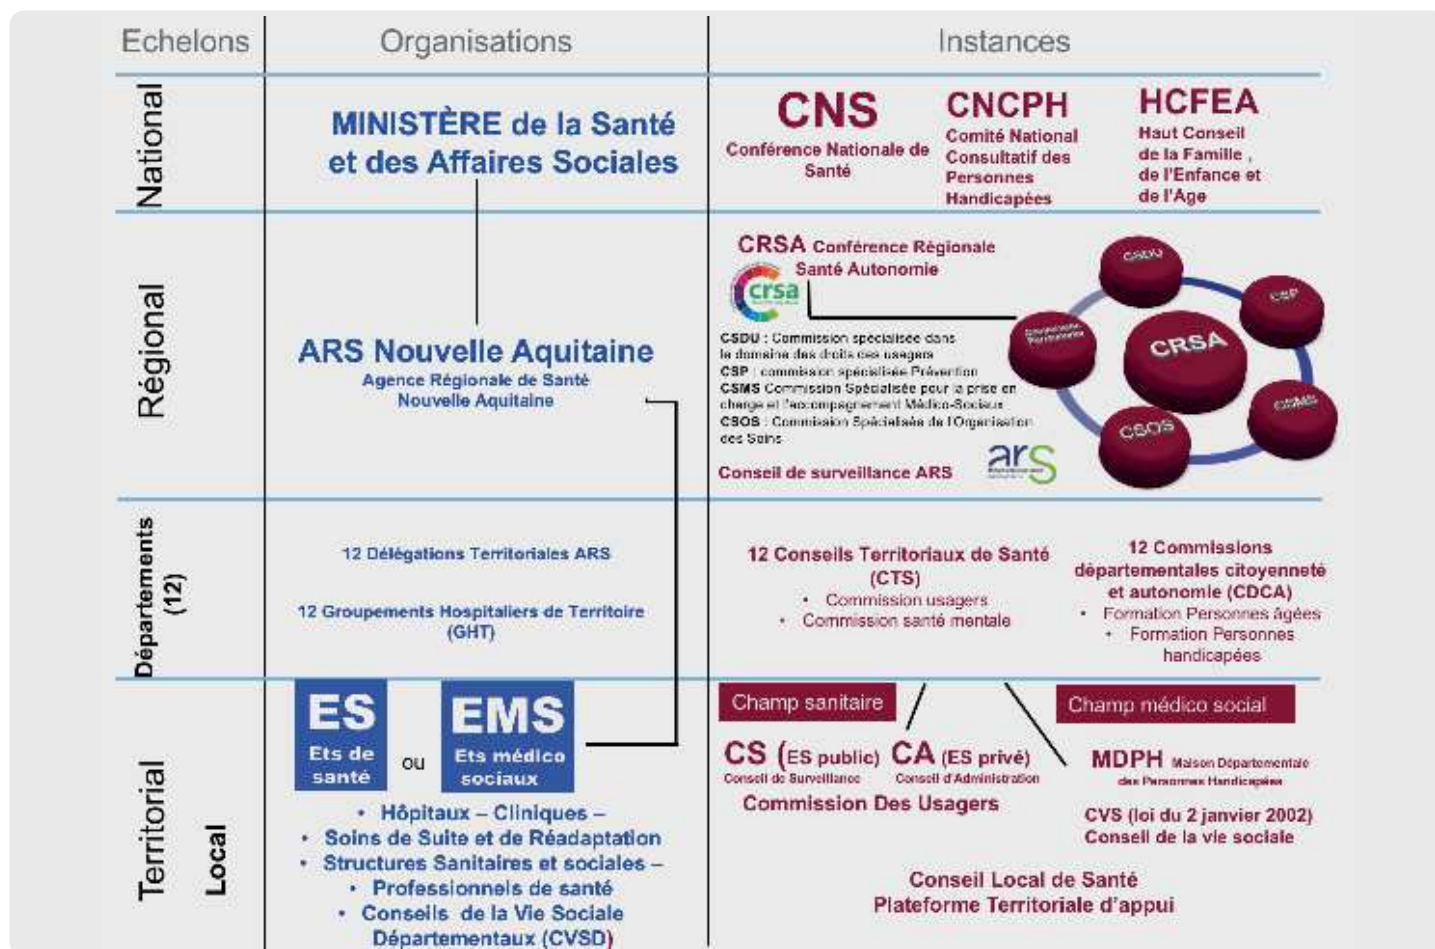 Echelons
Organisations
Instances
National
MINISTÈRE de la Santé
et des Affaires Sociales
CNS
Conférence Nationale de
Santé
CNCPH
Comité National
Consultatif des
Personnes
Handicapées
HCFEA
Haut Conseil
de la Famille ,
de l'Enfance et
de l'Age
Régional
ARS Nouvelle Aquitaine
Agence Régionale de Santé
Nouvelle Aquitaine
CRSA Conférence Régionale
Santé Autonomie
crsa
CSDU : Commission spécialisée dans
le domaine des droits des usagers
CSP : commission spécialisée Prévention
CSMS Commission Spécialisée pour la prise en
charge et l'accompagnement Médico-Sociaux
CSOS : Commission Spécialisée de l'Organisation
des Soins
Conseil de surveillance ARS
ars
CSDU
CSP
CRSA
CSMS
CSOS
Départements
(12)
12 Délégations Territoriales ARS
12 Groupements Hospitaliers de Territoire
(GHT)
12 Conseils Territoriaux de Santé
(CTS)
• Commission usagers
• Commission santé mentale
12 Commissions
départementales citoyenneté
et autonomie (CDCA)
• Formation Personnes âgées
• Formation Personnes
handicapées
Territorial
Local
ES
Ets de
santé
ou
EMS
Ets médico
sociaux
• Hôpitaux – Cliniques –
• Soins de Suite et de Réadaptation
• Structures Sanitaires et sociales –
• Professionnels de santé
• Conseils de la Vie Sociale
Départementaux (CVSD)
Champ sanitaire
CS (ES public)
Conseil de Surveillance
CA (ES privé)
Conseil d'Administration
Commission Des Usagers
Champ médico social
MDPH Maison Départementale
des Personnes Handicapées
CVS (loi du 2 janvier 2002)
Conseil de la vie sociale
Conseil Local de Santé
Plateforme Territoriale d'appui